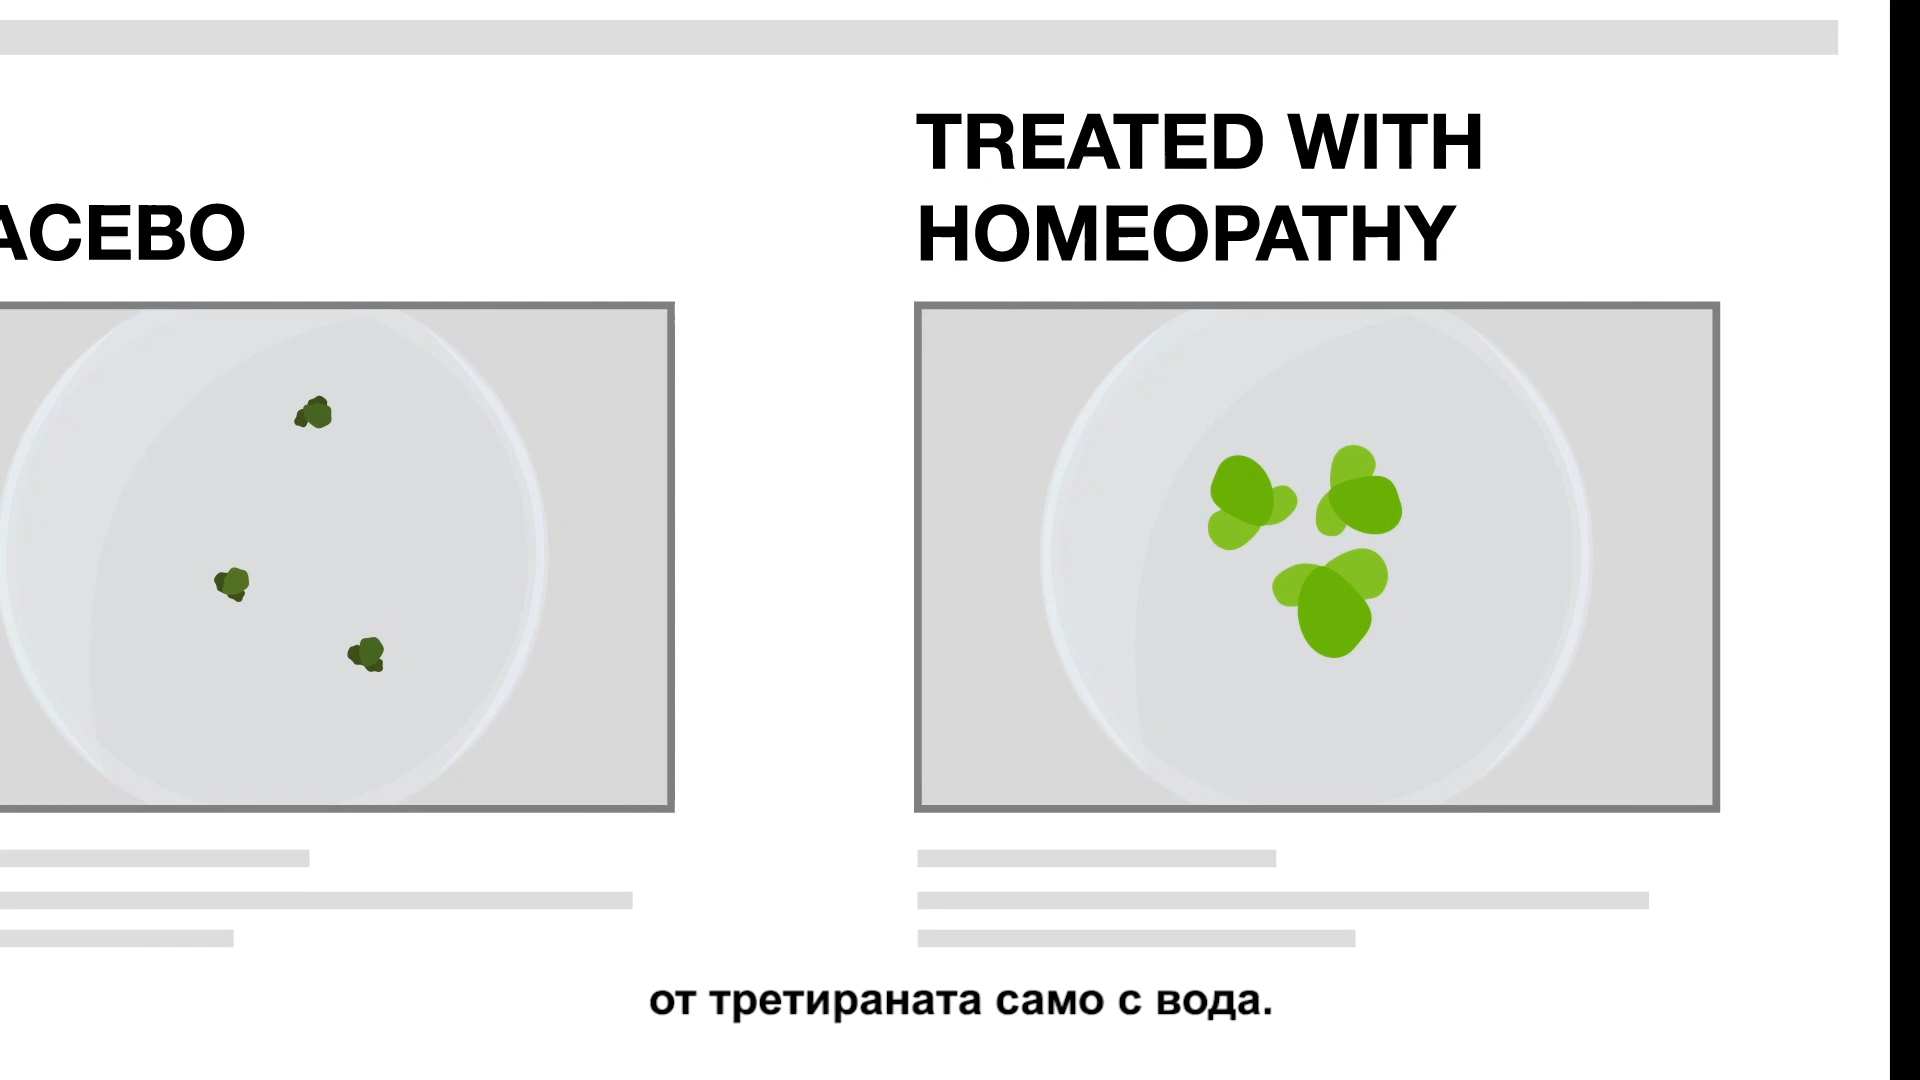 ACEBO
TREATED WITH
HOMEOPATHY
от третираната само с вода.